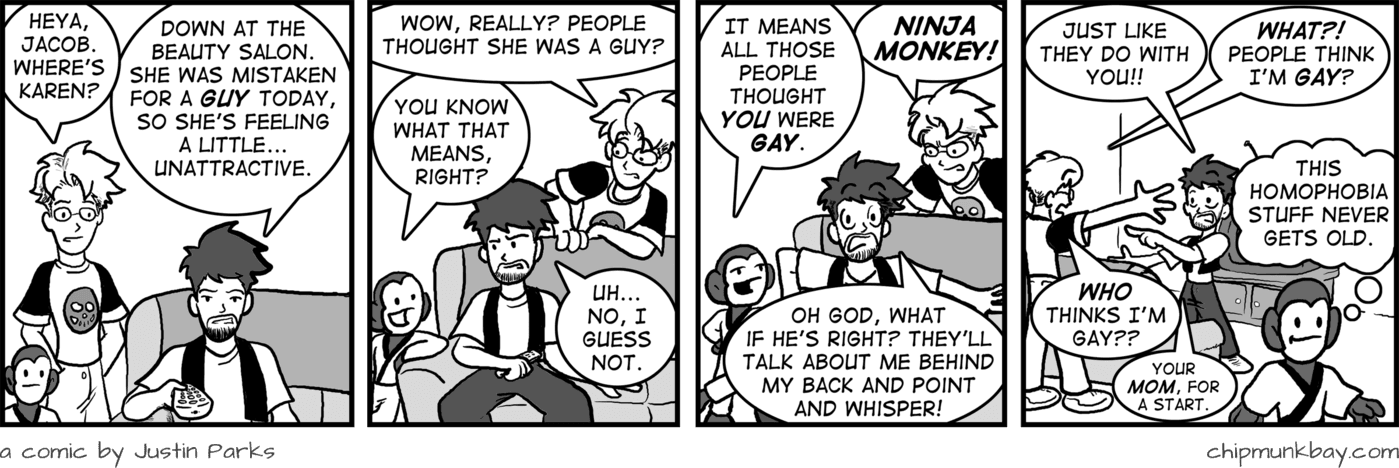 HEYA,
JACOB.
WHERE'S
KAREN?
DOWN AT THE
BEAUTY SALON.
SHE WAS MISTAKEN
FOR A GUY TODAY,
SO SHE'S FEELING
A LITTLE...
UNATTRACTIVE.
WOW, REALLY? PEOPLE
THOUGHT SHE WAS A GUY?
YOU KNOW
WHAT THAT
MEANS,
RIGHT?
UH...
NO, I
GUESS
NOT.
IT MEANS
ALL THOSE
PEOPLE
THOUGHT
YOU WERE
GAY.
NINJA
MONKEY!
OH GOD, WHAT
IF HE'S RIGHT? THEY'LL
TALK ABOUT ME BEHIND
MY BACK AND POINT
AND WHISPER!
JUST LIKE
THEY DO WITH
YOU!!
WHAT?!
PEOPLE THINK
I'M GAY?
WHO
THINKS I'M
GAY??
YOUR
MOM, FOR
A START.
THIS
HOMOPHOBIA
STUFF NEVER
GETS OLD.
a comic by Justin Parks
chipmunkbay.com